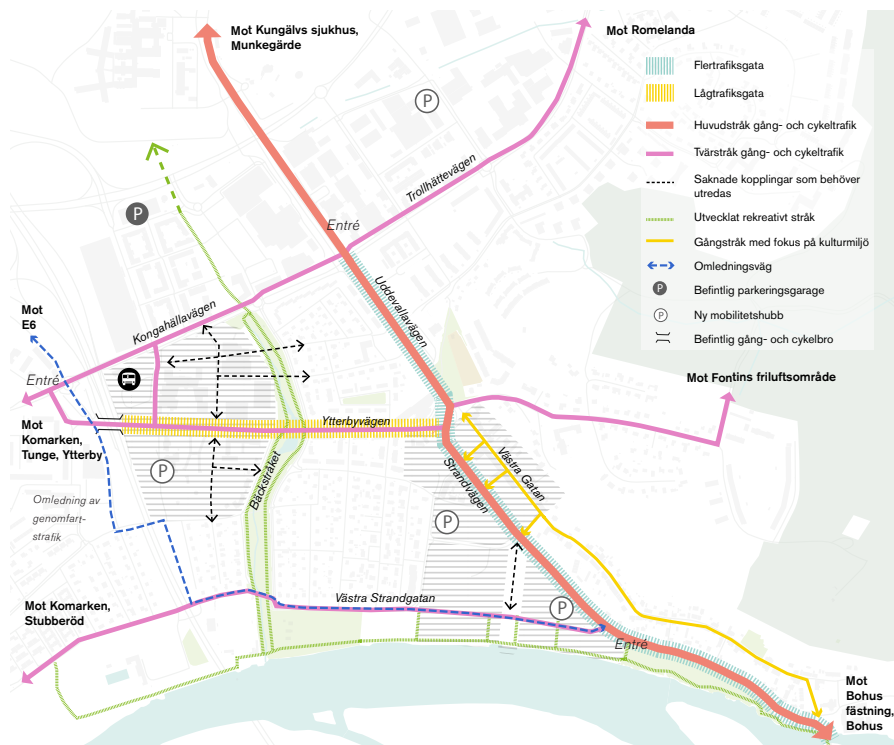 Mot Kungälvs sjukhus,
Munkegärde
Mot Romelanda
Flertrafiksgata
Lågtrafiksgata
Huvudstråk gång- och cykeltrafik
Tvärstråk gång- och cykeltrafik
Saknade kopplingar som behöver
utredas
Utvecklat rekreativt stråk
Gångstråk med fokus på kulturmiljö
Omledningsväg
P
Befintlig parkeringsgarage
P
Ny mobilitetshubb
Befintlig gång- och cykelbro
P
Trollhättevägen
P
Entré
Uddevallavägen
Kongahällavägen
Mot
E6
Entré
Mot Fontins friluftsområde
Mot
Komarken,
Tunge, Ytterby
Ytterbyvägen
P
Bäckstråket
Strandvägen
Västra Gatan
Omledning av
genomfart-
strafik
P
Västra Strandgatan
P
Mot Komarken,
Stubberöd
Entré
Mot
Bohus
fästning,
Bohus